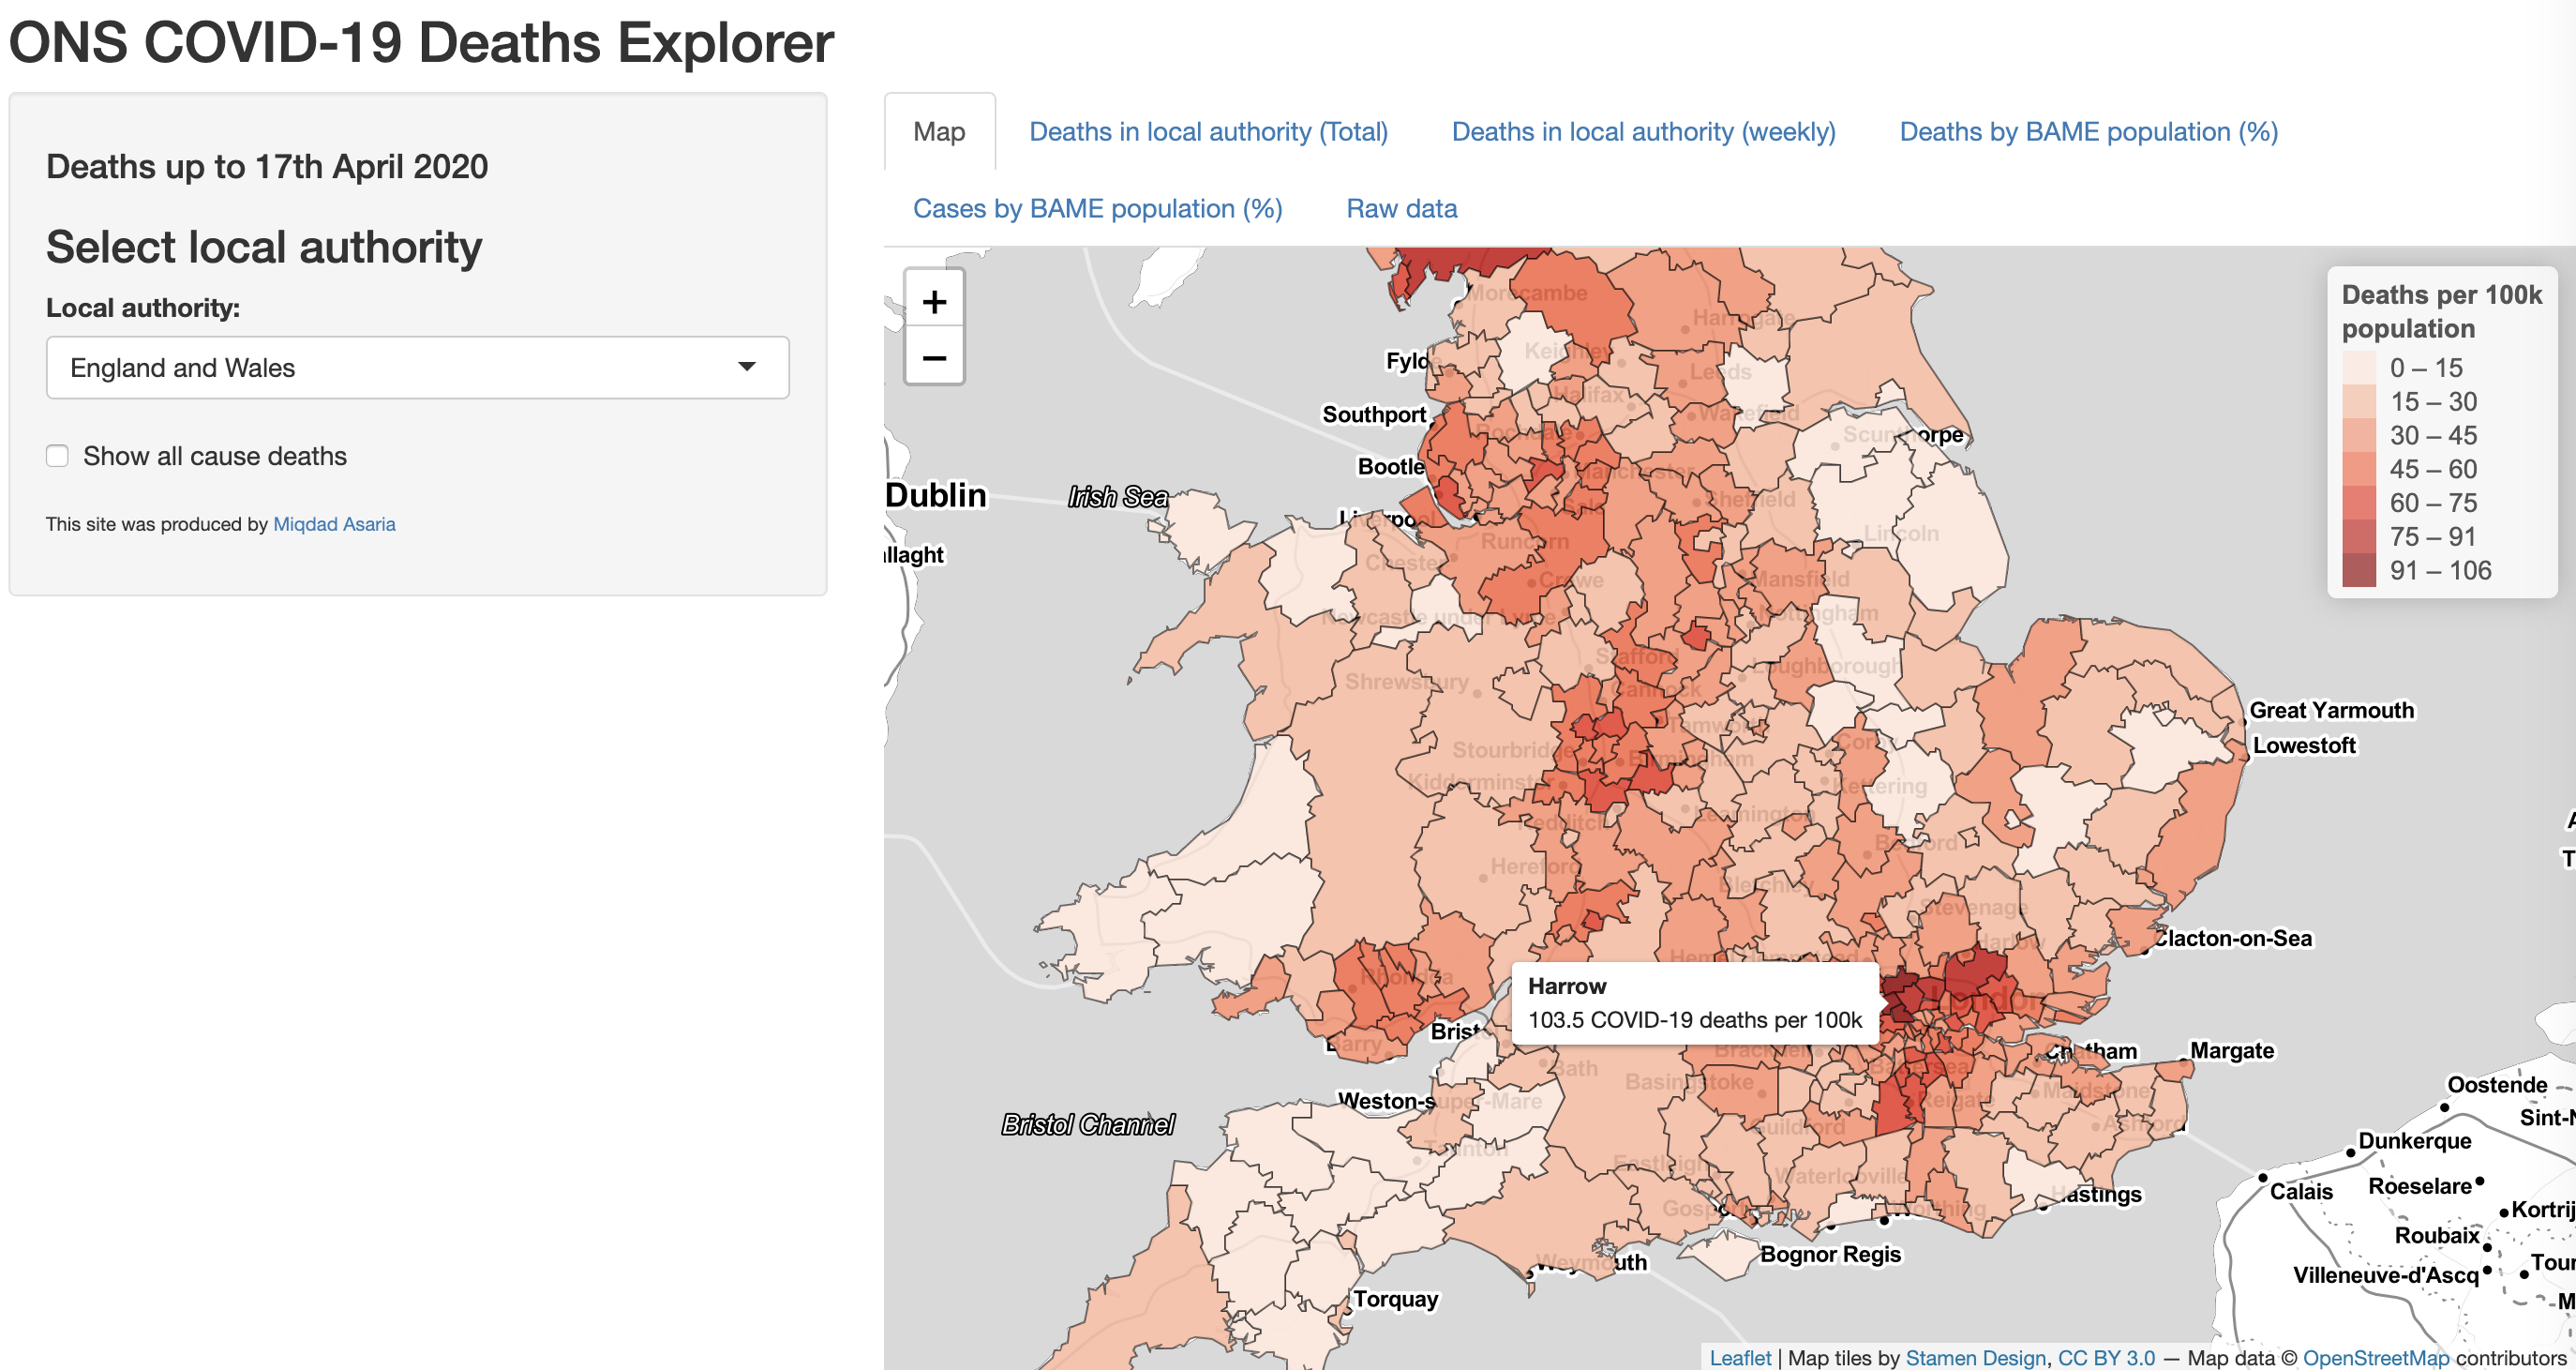 ONS COVID-19 Deaths Explorer
Deaths up to 17th April 2020
Select local authority
Local authority:
England and Wales
Show all cause deaths
This site was produced by Miqdad Asaria
Map
Deaths in local authority (Total)
Deaths in local authority (weekly)
Deaths by BAME population (%)
Cases by BAME population (%)
Raw data
+
−
Deaths per 100k
population
0 – 15
15 – 30
30 – 45
45 – 60
60 – 75
75 – 91
91 – 106
Morecambe
Harrogate
Keighley
Fylde
Leeds
Halifax
Wakefield
Southport
Rochdale
Scunthorpe
Bootle
Manchester
Dublin
Irish Sea
Sheffield
Sale
Liverpool
Runcorn
Lincoln
llaght
Chester
Crewe
Mansfield
Newcastle under Lyme
Nottingham
Stafford
Loughborough
Shrewsbury
Cannock
Great Yarmouth
Tamworth
Lowestoft
Corby
Stourbridge
Birmingham
Kidderminster
Kettering
Leamington
Redditch
Bedford
Hereford
Bletchley
Stevenage
Clacton-on-Sea
Harlow
Hemel Hempstead
Rhondda
Harrow
103.5 COVID-19 deaths per 100k
London
Brist
Barry
Bracknell
Chatham
Margate
Bath
Battersea
Basingstoke
Maidstone
Oostende
Weston-super-Mare
Reigate
Sint-N
Bristol Channel
Guildford
Ashford
Dunkerque
Taunton
Eastleigh
Waterlooville
Roeselare
Calais
Hastings
Gosport
Worthing
Kortrij
Roubaix
Bognor Regis
Weymouth
Tour
Villeneuve-d'Ascq
Torquay
M
Leaflet | Map tiles by Stamen Design, CC BY 3.0 — Map data © OpenStreetMap contributors.